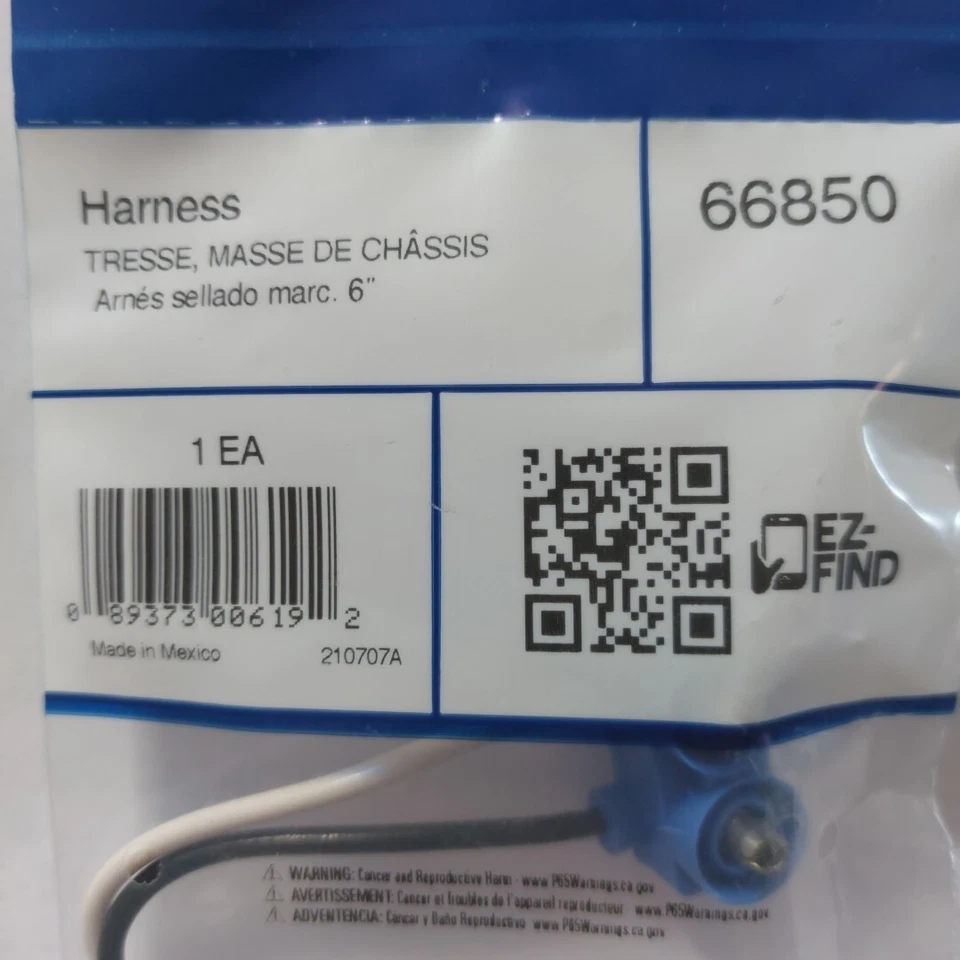 Harness
TRESSE, MASSE DE CHÂSSIS
Arnés sellado marc. 6"
66850
1 EA
0 89373 00619 2
Made in Mexico
210707A
EZ-
FIND
WARNING: Cancer and Reproductive Harm - www.P65Warnings.ca.gov
AVERTISSEMENT: Cancer et Troubles de l'appareil reproducteur www.P65Warnings.ca.gov
ADVENTENCIA: Cancer y Daño Reproductivo www.P65Warnings.ca.gov